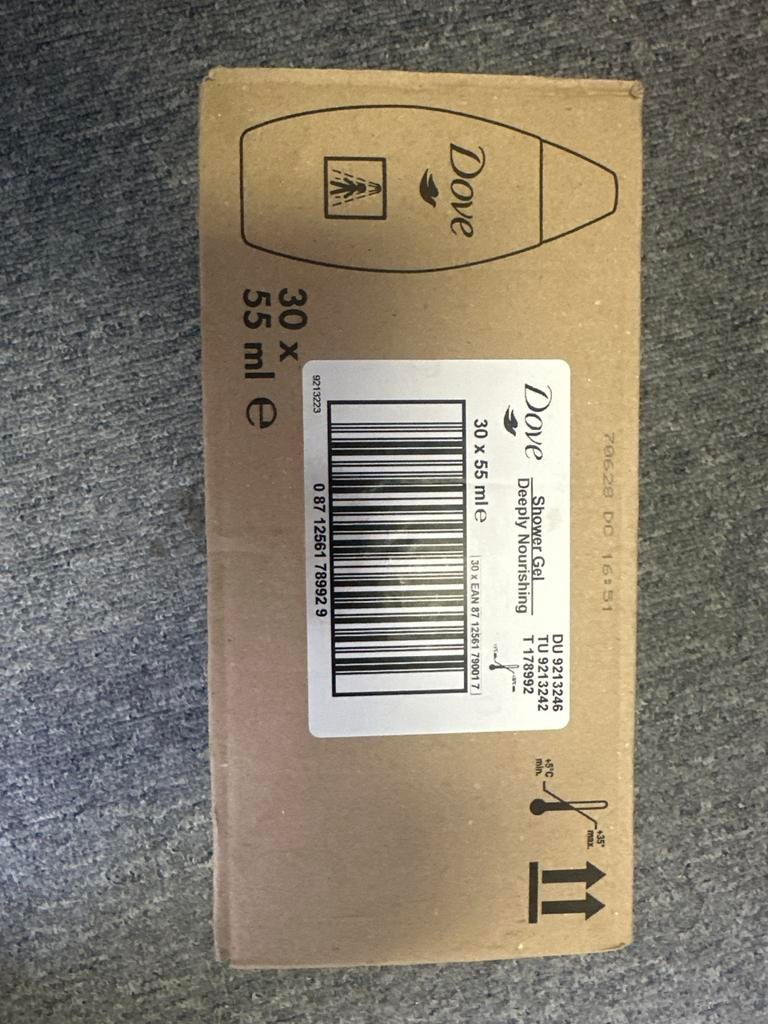 70628 DC 16:51
Dove
Dove
Shower Gel
Deeply Nourishing
DU 9213246
TU 9213242
T 178992
30 x 55 ml e
30 x EAN 87 12561 79001 7
0 87 12561 78992 9
9213223
30 x
55 ml e
+5°C
min.
+35°
max.